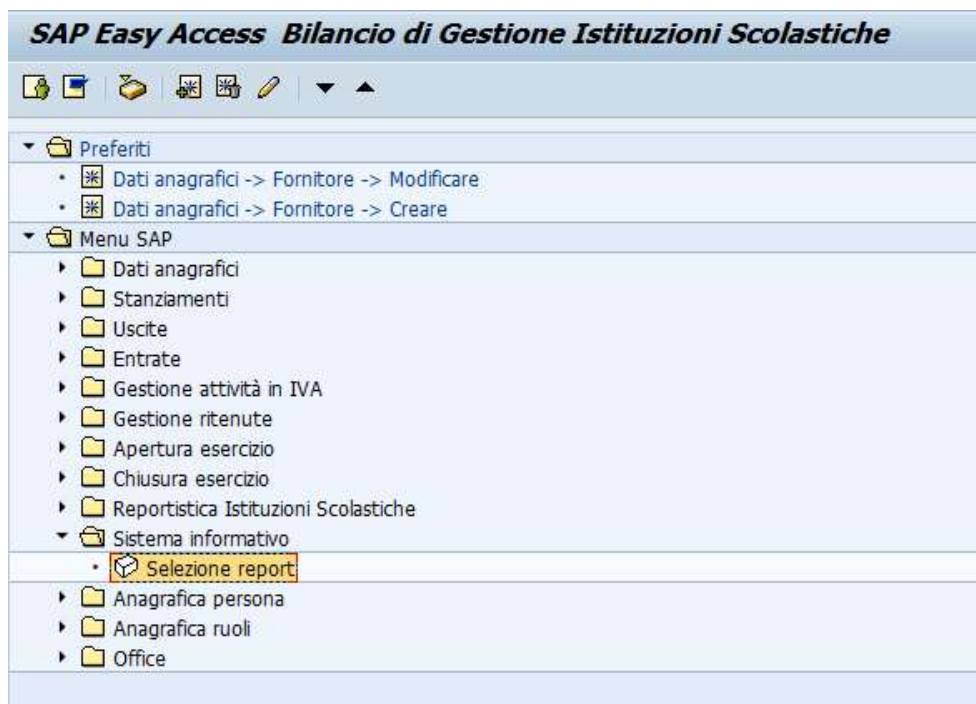 SAP Easy Access Bilancio di Gestione Istituzioni Scolastiche
Preferiti
Dati anagrafici -> Fornitore -> Modificare
Dati anagrafici -> Fornitore -> Creare
Menu SAP
Dati anagrafici
Stanziamenti
Uscite
Entrate
Gestione attività in IVA
Gestione ritenute
Apertura esercizio
Chiusura esercizio
Reportistica Istituzioni Scolastiche
Sistema informativo
Selezione report
Anagrafica persona
Anagrafica ruoli
Office